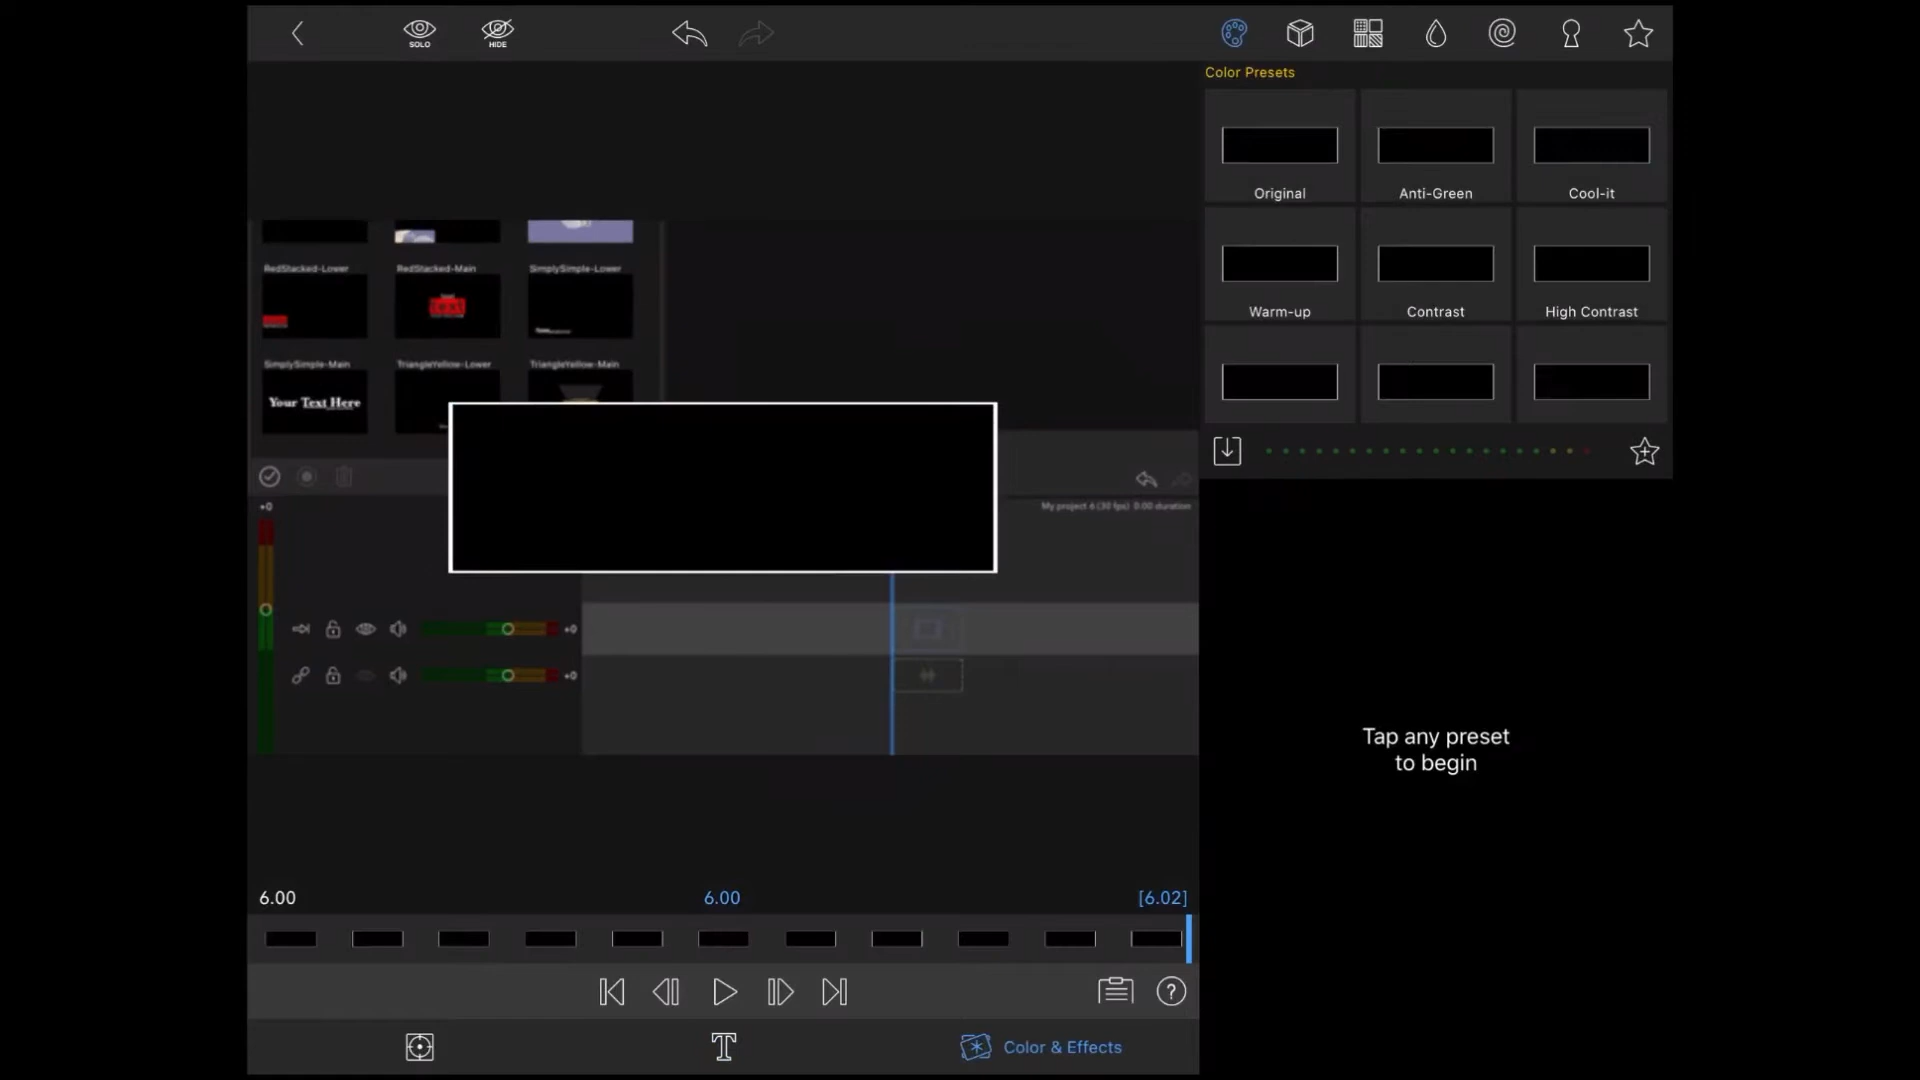 SOLO
HIDE
Color Presets
Original
Anti-Green
Cool-it
Warm-up
Contrast
High Contrast
RedStacked-Lower
RedStacked-Main
SimplySimple-Lower
text
SimplySimple-Main
TriangleYellow-Lower
TriangleYellow-Main
Your Text Here
+0
My project 6 (30 fps) 0:00 duration
+0
+0
Tap any preset
to begin
6.00
6.00
[6.02]
?
T
Color & Effects